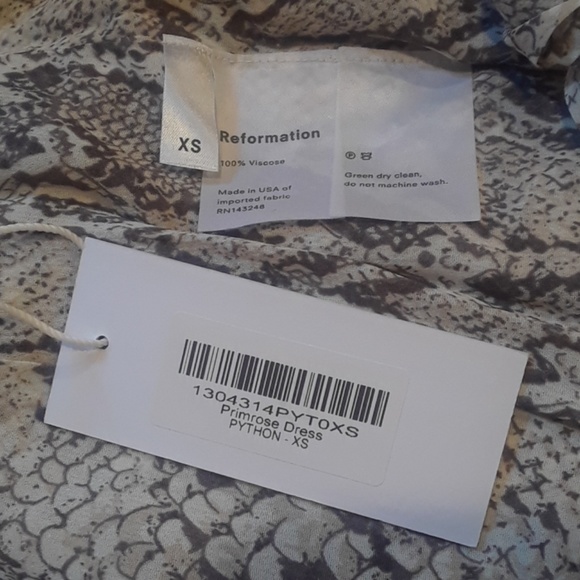 XS
Reformation
100% Viscose
Made in USA of
imported fabric
RN143248
Green dry clean,
do not machine wash.
1304314PYT0XS
Primrose Dress
PYTHON - XS